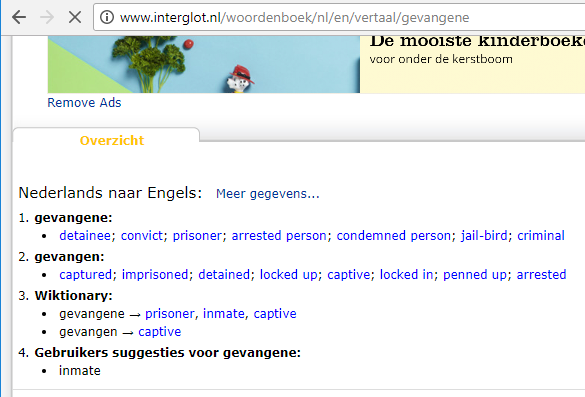 www.interglot.nl/woordenboek/nl/en/vertaal/gevangene
De mooiste kinderboek
voor onder de kerstboom
Remove Ads
Overzicht
Nederlands naar Engels: Meer gegevens...
1. gevangene:
• detainee; convict; prisoner; arrested person; condemned person; jail-bird; criminal
2. gevangen:
• captured; imprisoned; detained; locked up; captive; locked in; penned up; arrested
3. Wiktionary:
• gevangene → prisoner, inmate, captive
• gevangen → captive
4. Gebruikers suggesties voor gevangene:
• inmate